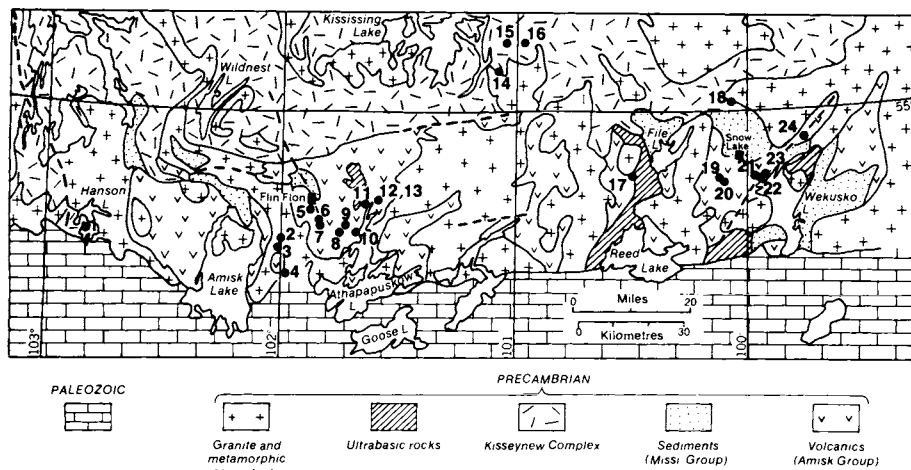 Kississing
Lake
15
16
14
Wildnest
L
18
55
24
File
L
Snow
Lake
21
23
22
19
20
17
Hanson
L
Flin Flon
5
6
7
9
8
11
12
13
10
2
3
4
Wekusko
Amisk
Lake
Athapapuskow
L
Goose L
Reed
Lake
0 Miles 20
0 Kilometres 30
103°
102°
101
100
PALEOZOIC
PRECAMBRIAN
Granite and
metamorphic
Ultrabasic rocks
Kisseynew Complex
Sediments
(Missi Group)
Volcanics
(Amisk Group)